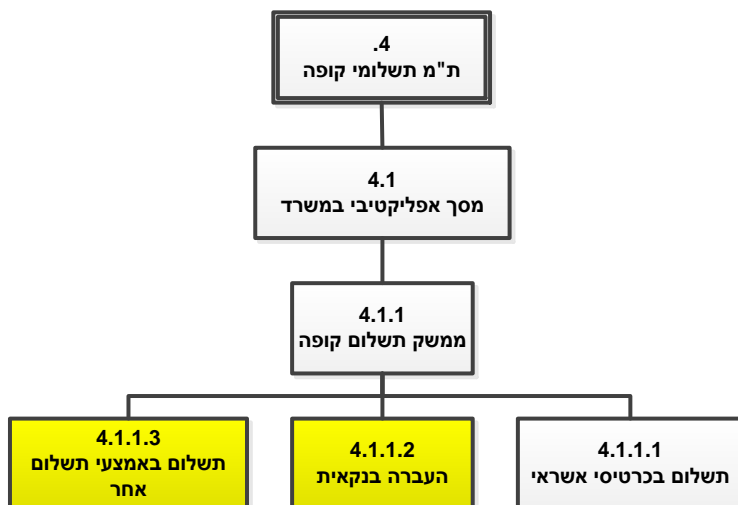 4.
ת"מ תשלומי קופה
4.1
מסך אפליקטיבי במשרד
4.1.1
ממשק תשלום קופה
4.1.1.1
תשלום בכרטיסי אשראי
4.1.1.2
העברה בנקאית
4.1.1.3
תשלום באמצעי תשלום
אחר